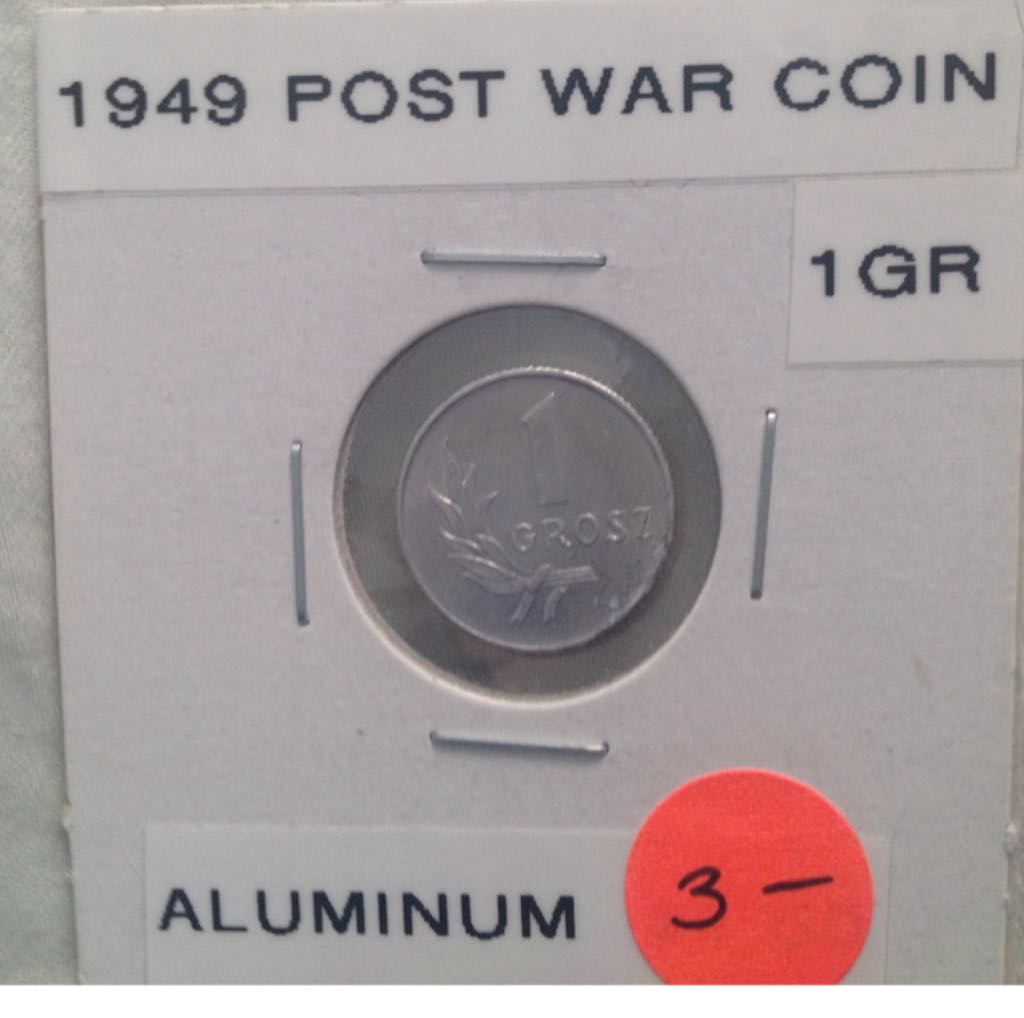 1949 POST WAR COIN
1GR
1
GROSZ
ALUMINUM
3 –